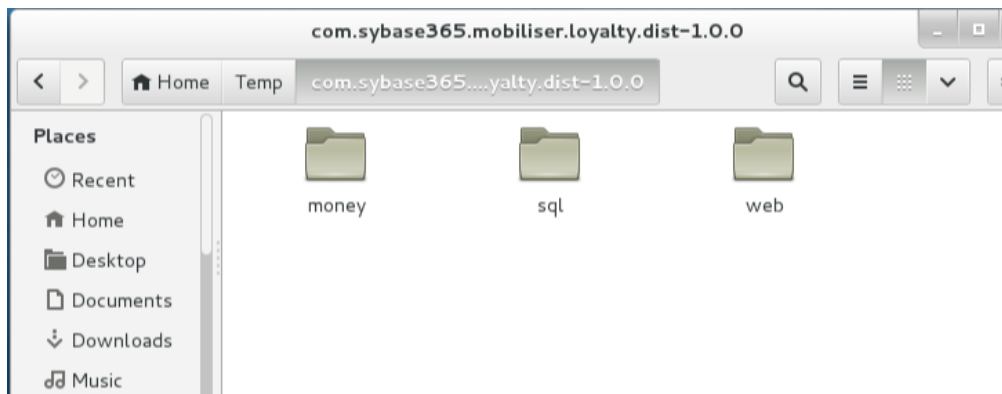 com.sybase365.mobiliser.loyalty.dist-1.0.0
Home Temp com.sybase365....yalty.dist-1.0.0
Places
Recent
Home
Desktop
Documents
Downloads
Music
money sql web